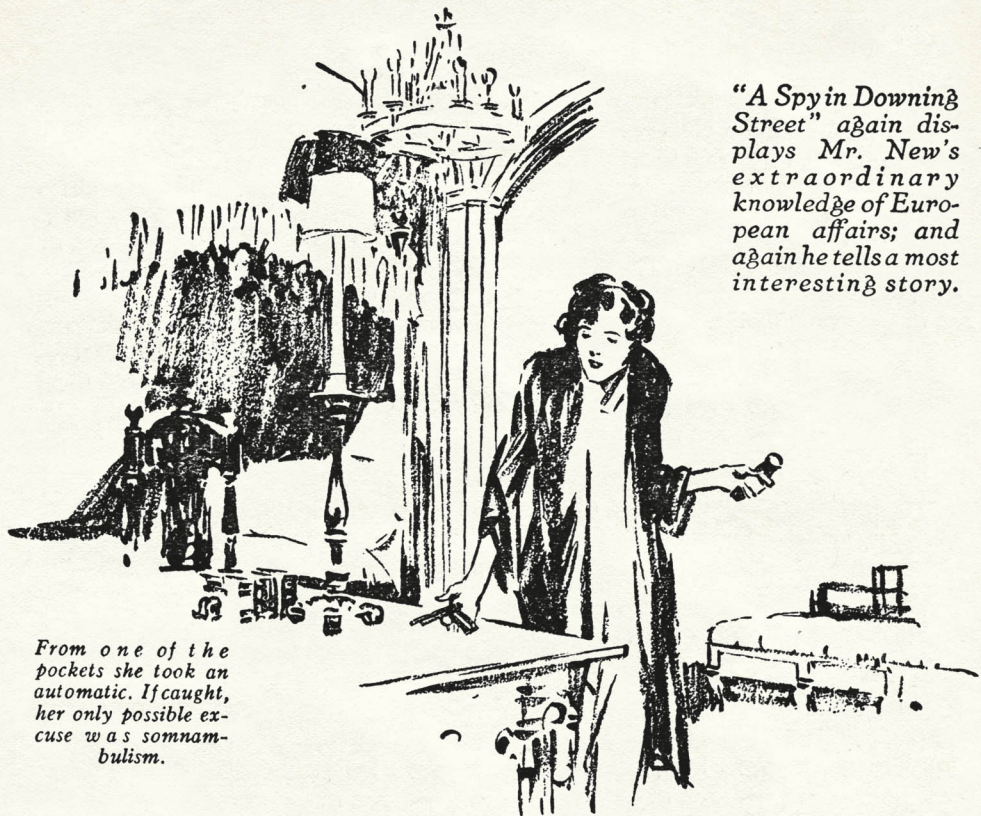 "A Spy in Downing
Street" again dis-
plays Mr. New's
extraordinary
knowledge of Euro-
pean affairs; and
again he tells a most
interesting story.
From one of the
pockets she took an
automatic. If caught,
her only possible ex-
cuse was somnam-
bulism.